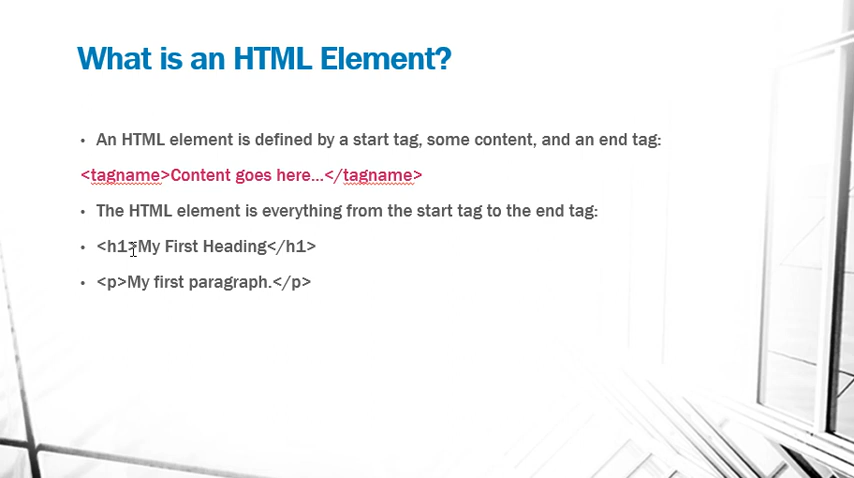 What is an HTML Element?
• An HTML element is defined by a start tag, some content, and an end tag:
<tagname>Content goes here...</tagname>
• The HTML element is everything from the start tag to the end tag:
• <h1>My First Heading</h1>
• <p>My first paragraph.</p>